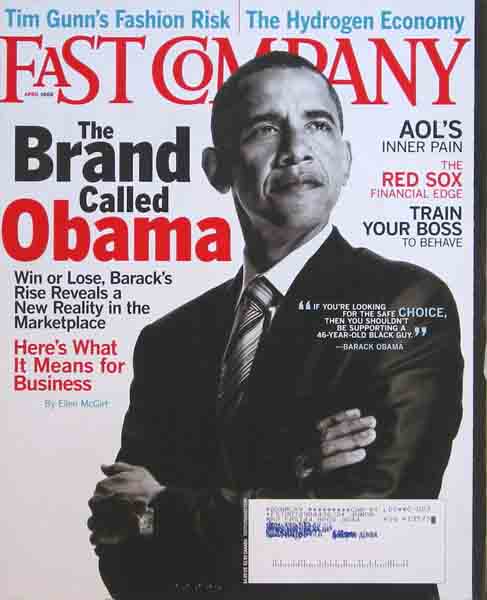 Tim Gunn's Fashion Risk | The Hydrogen Economy
FAST COMPANY
APRIL 2008
The
Brand
Called
Obama
Win or Lose, Barack's
Rise Reveals a
New Reality in the
Marketplace
Here's What
It Means for
Business
By Ellen McGirt
AOL'S
INNER PAIN
THE
RED SOX
FINANCIAL EDGE
TRAIN
YOUR BOSS
TO BEHAVE
“IF YOU'RE LOOKING
FOR THE SAFE CHOICE,
THEN YOU SHOULDN'T
BE SUPPORTING A
46-YEAR-OLD BLACK GUY.”
—BARACK OBAMA